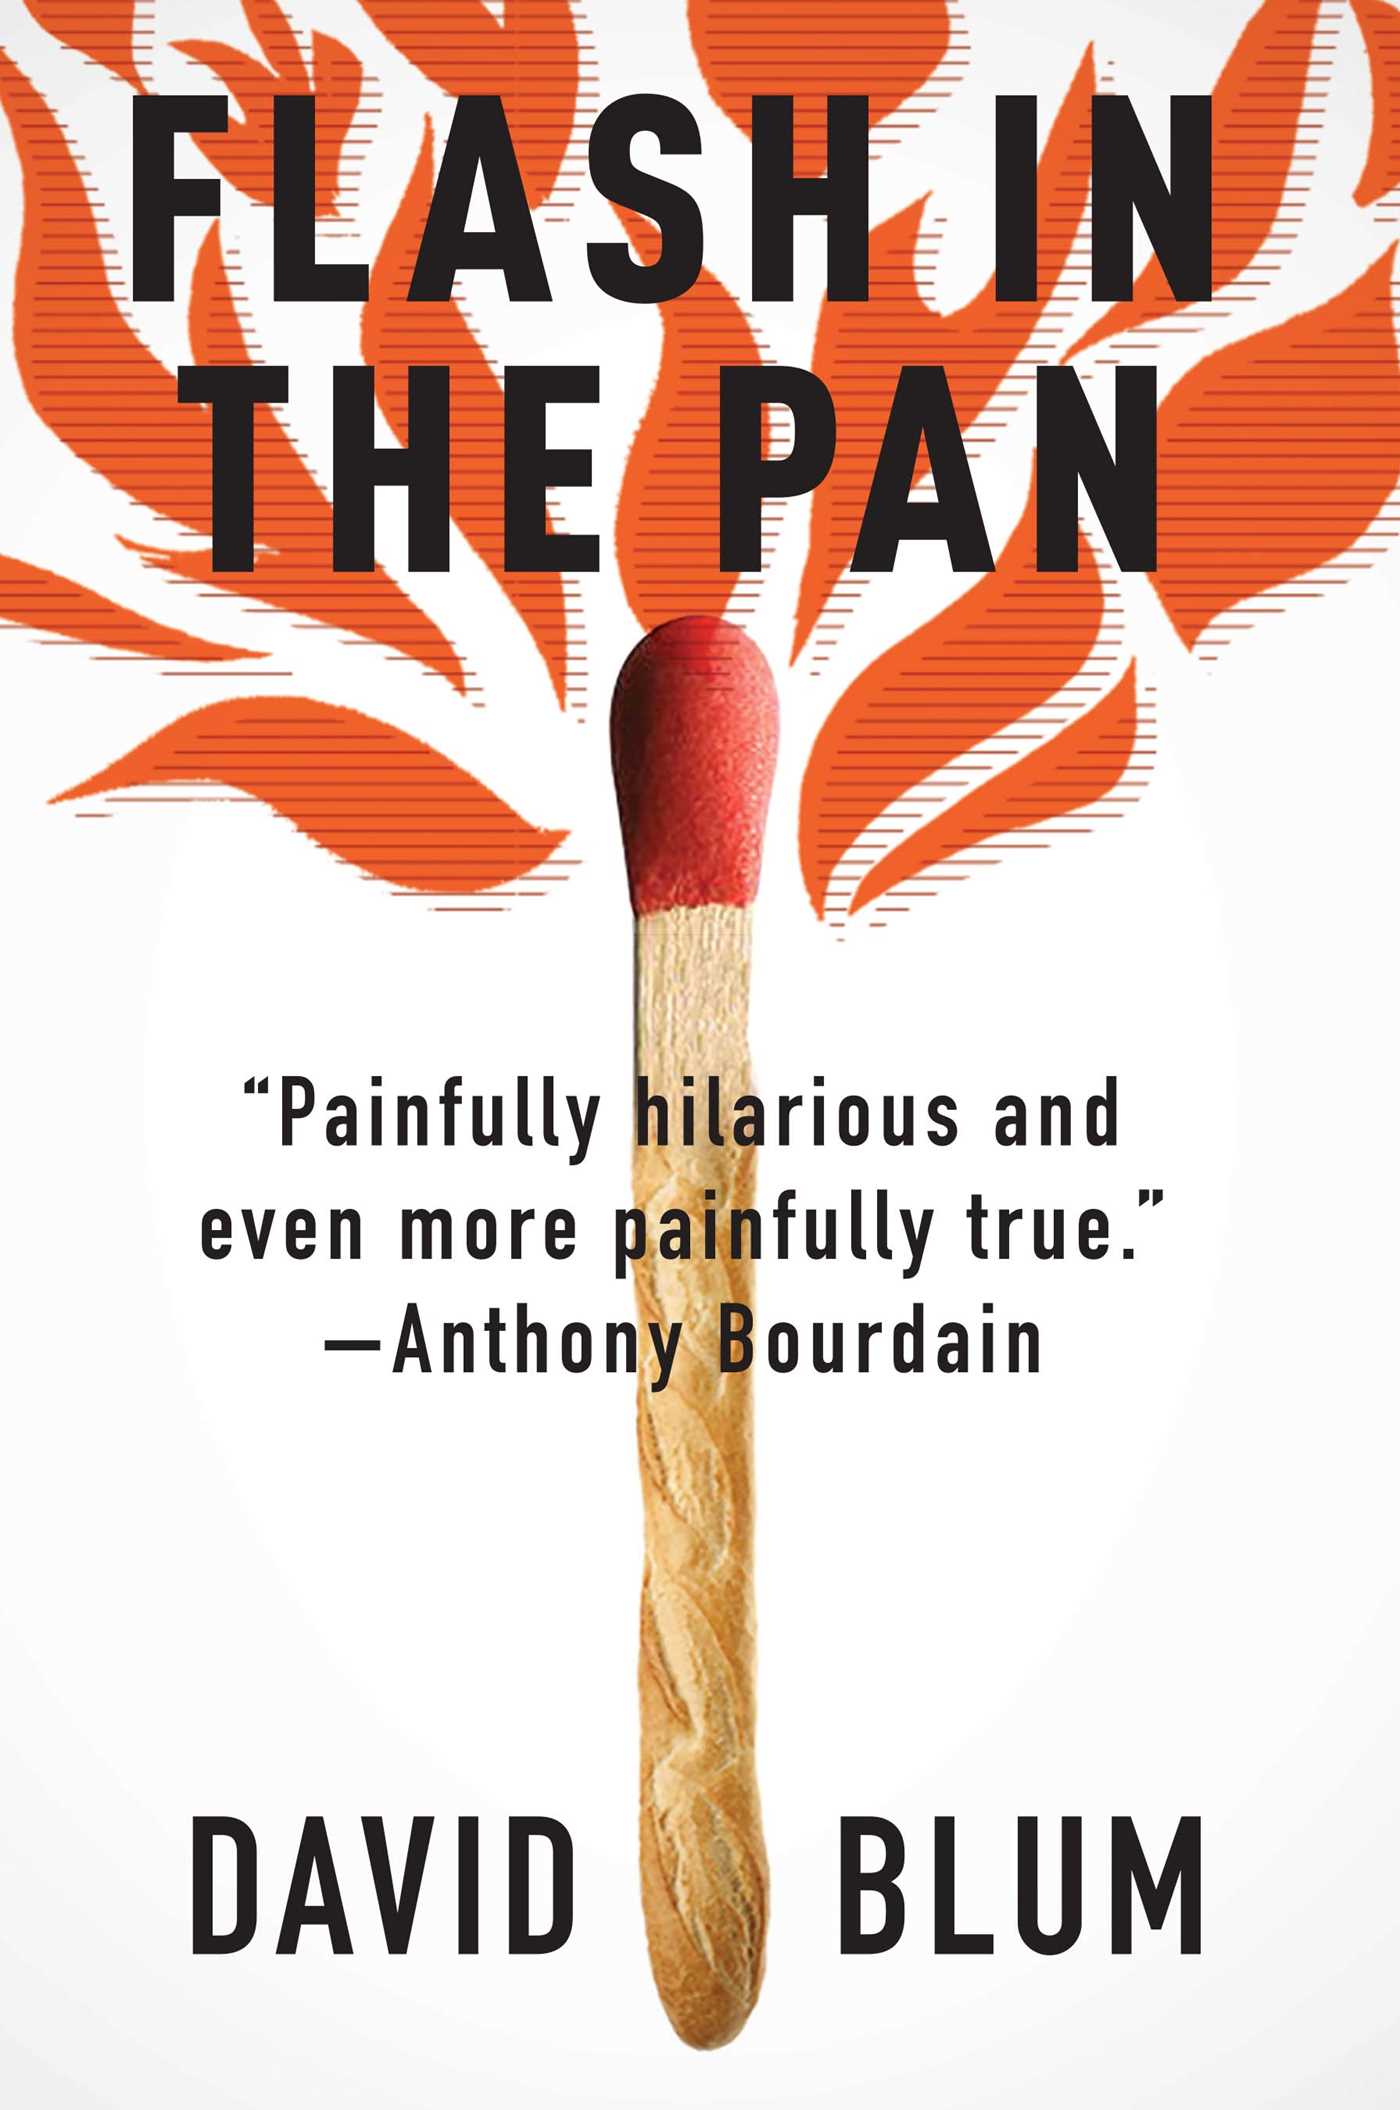 FLASH IN
THE PAN
“Painfully hilarious and
even more painfully true.”
—Anthony Bourdain
DAVID BLUM